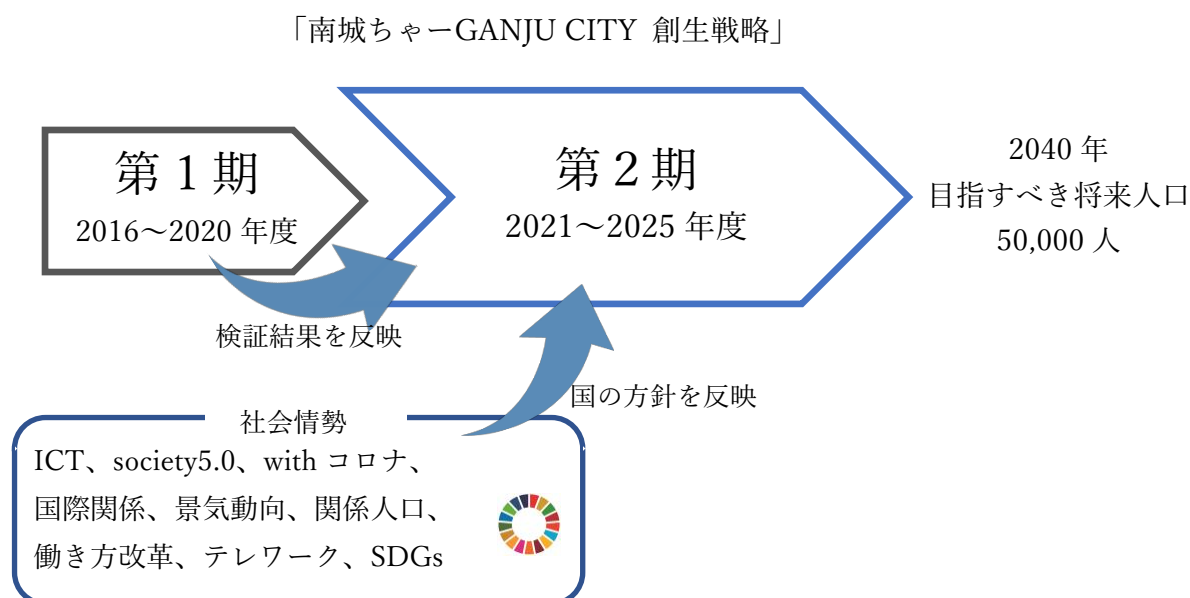 「南城ちゃーGANJU CITY 創生戦略」
第１期
2016～2020 年度
第２期
2021～2025 年度
2040 年
目指すべき将来人口
50,000 人
検証結果を反映
国の方針を反映
社会情勢
ICT、society5.0、with コロナ、
国際関係、景気動向、関係人口、
働き方改革、テレワーク、SDGs